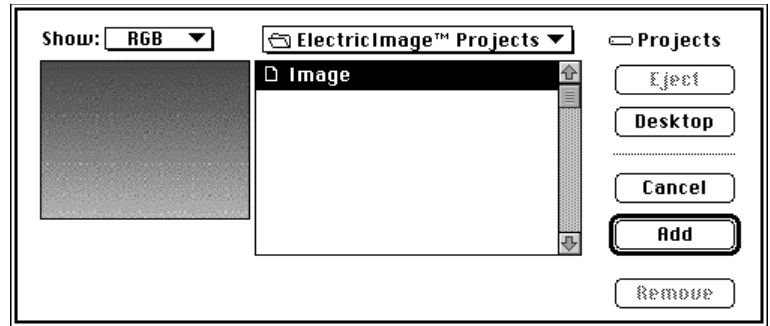 Show: RGB
ElectricImage™ Projects
Projects
Image
Eject
Desktop
Cancel
Add
Remove